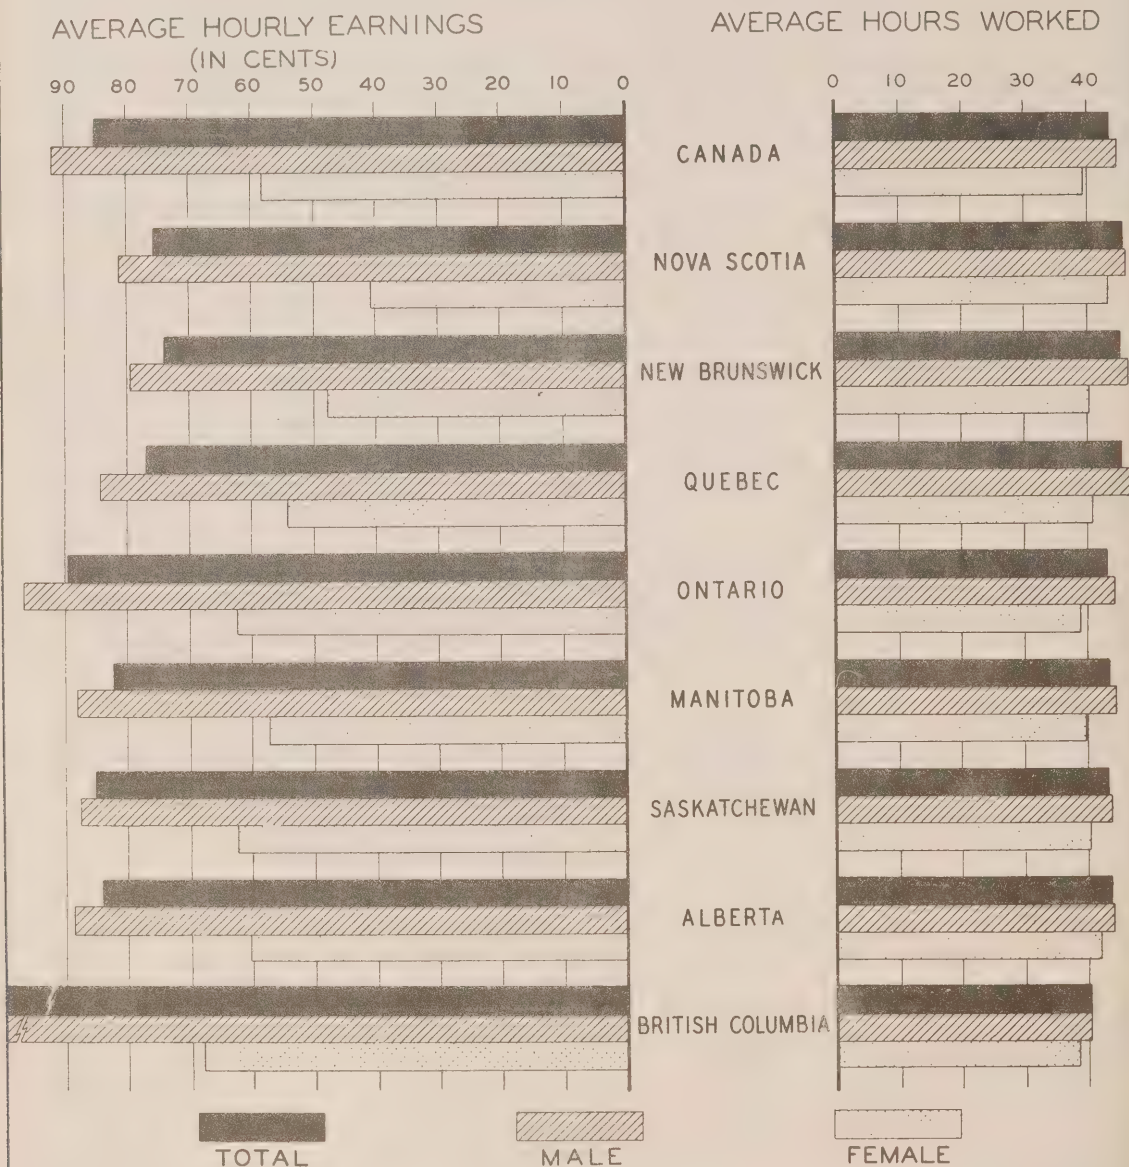 AVERAGE HOURLY EARNINGS
(IN CENTS)
90 80 70 60 50 40 30 20 10 0
AVERAGE HOURS WORKED
0 10 20 30 40
CANADA
NOVA SCOTIA
NEW BRUNSWICK
QUEBEC
ONTARIO
MANITOBA
SASKATCHEWAN
ALBERTA
BRITISH COLUMBIA
TOTAL
MALE
FEMALE